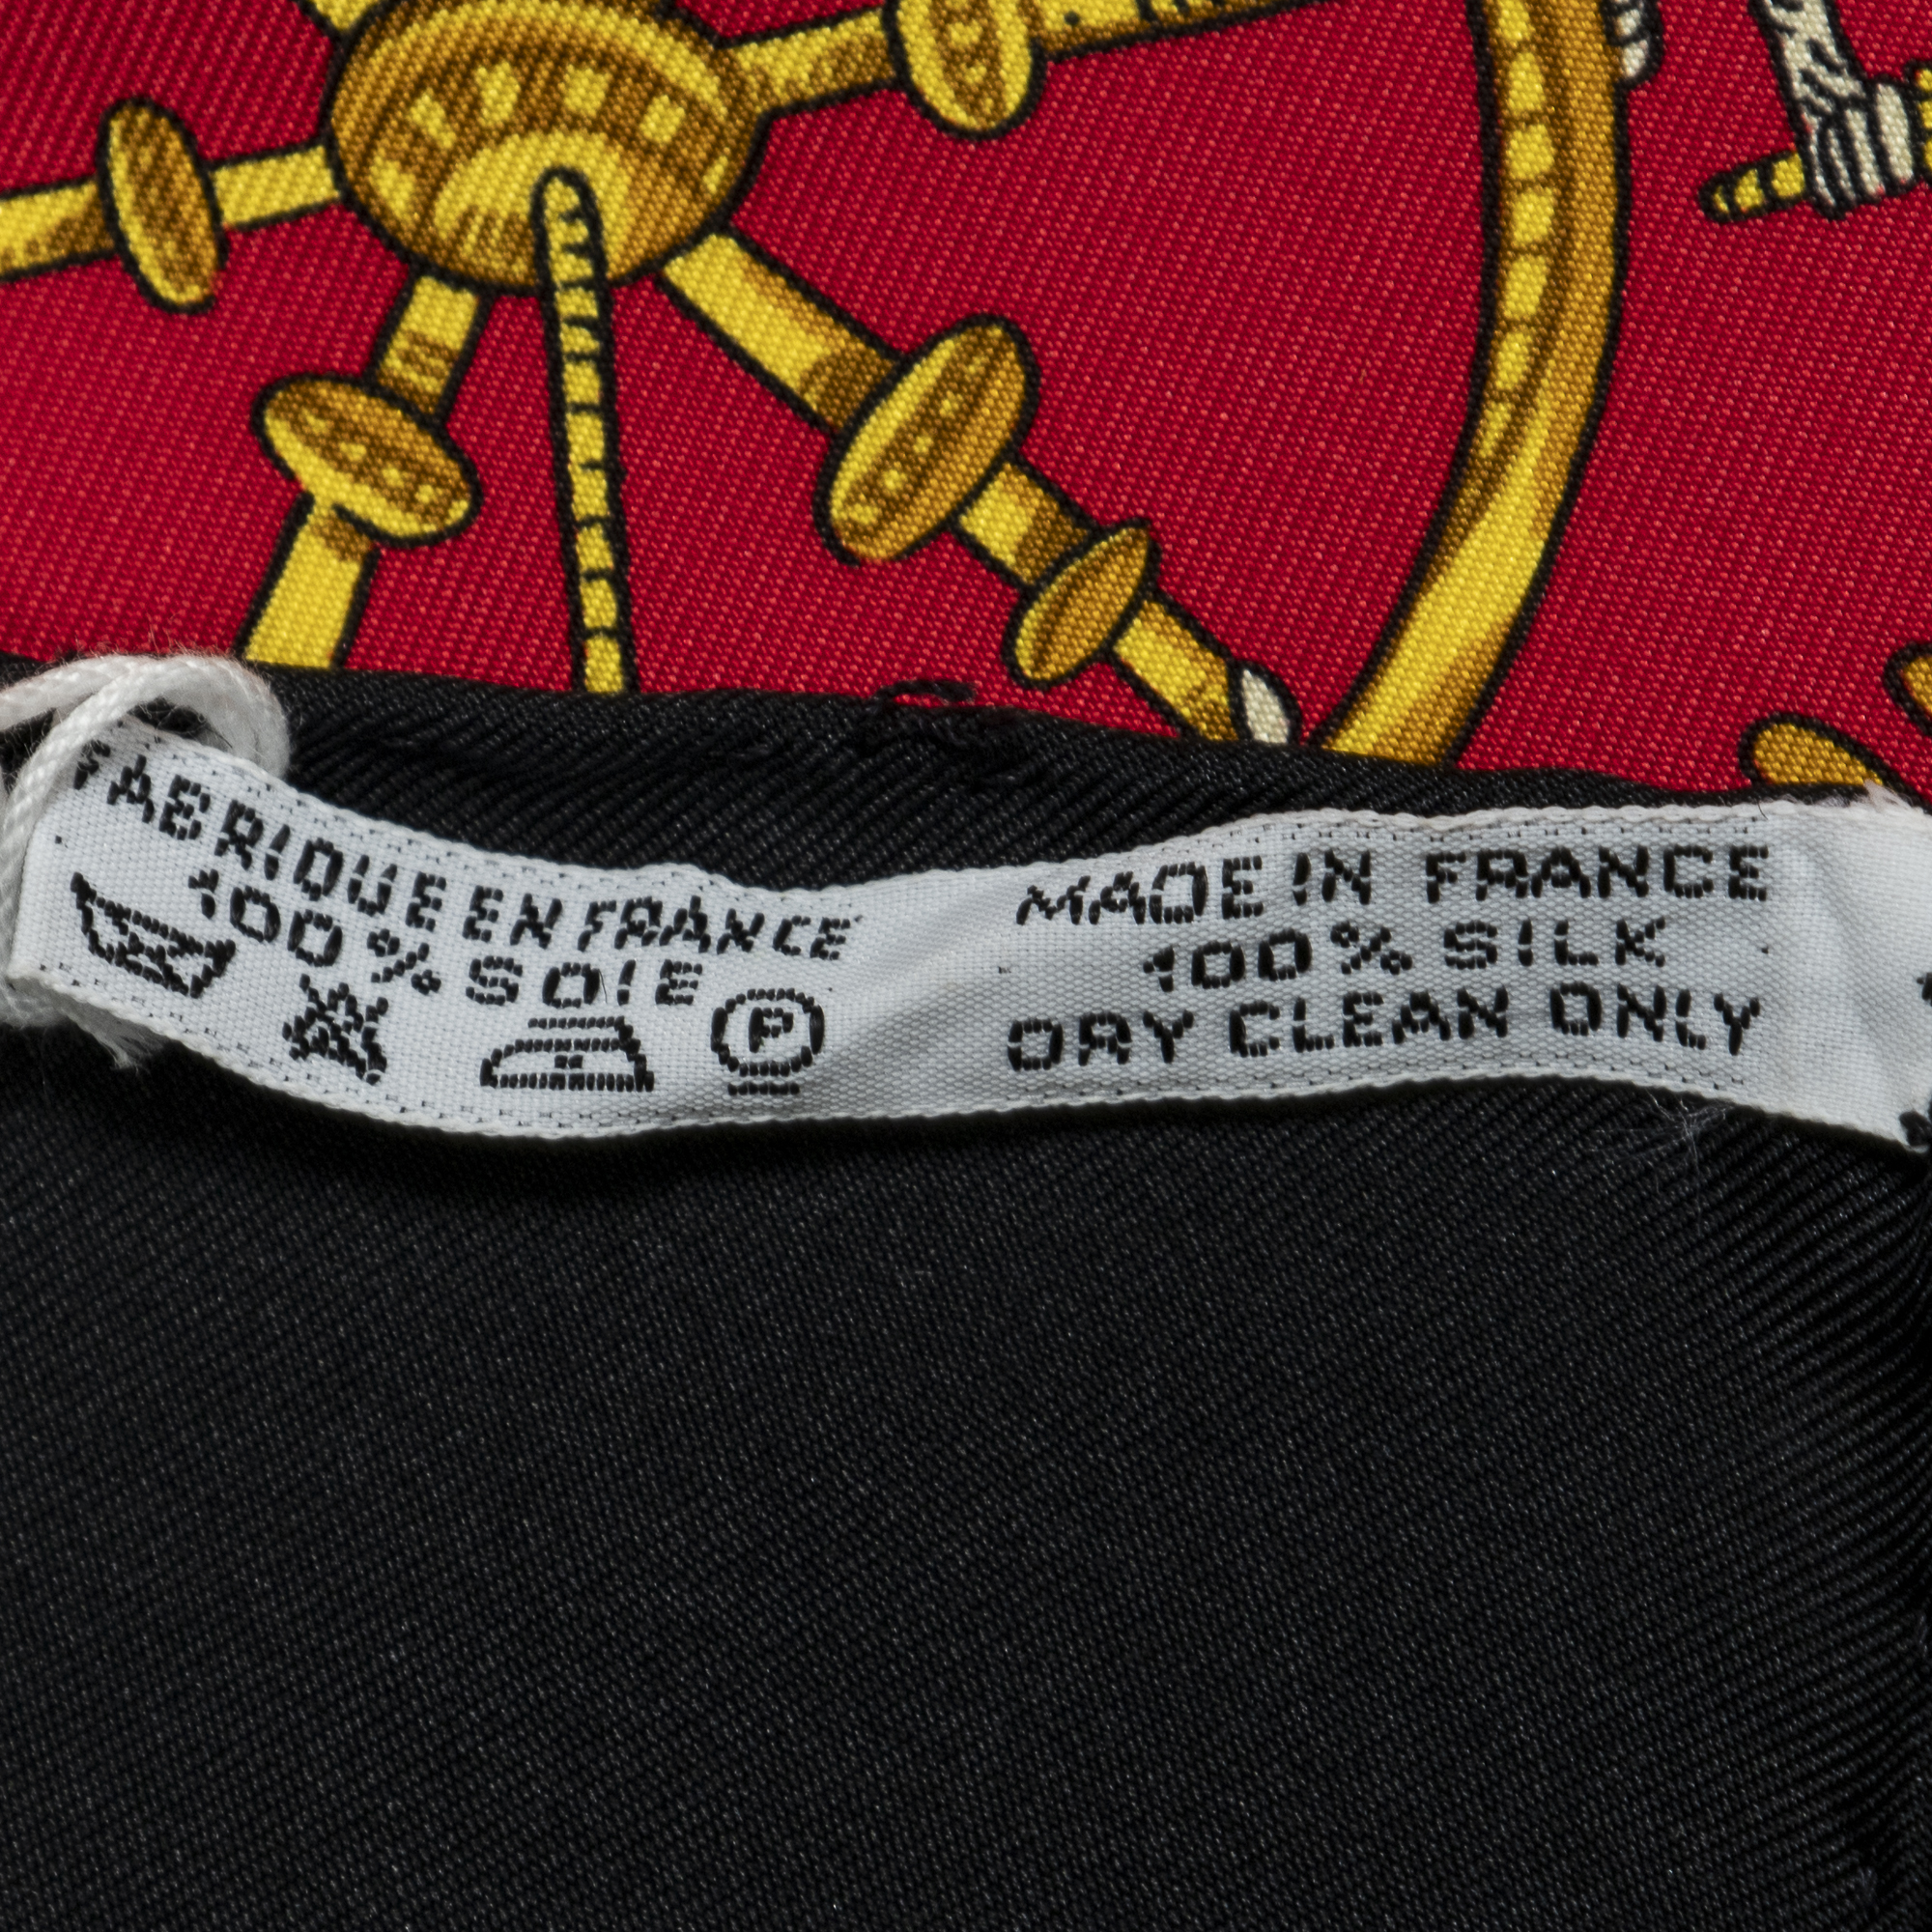 FABRIQUE EN FRANCE
100% SOIE
P
MADE IN FRANCE
100% SILK
DRY CLEAN ONLY